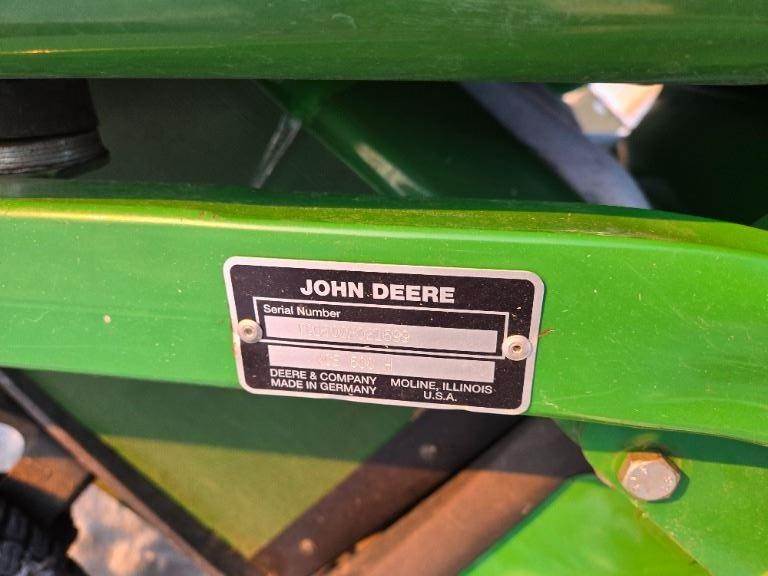 JOHN DEERE
Serial Number
DEERE & COMPANY MOLINE, ILLINOIS
MADE IN GERMANY U.S.A.